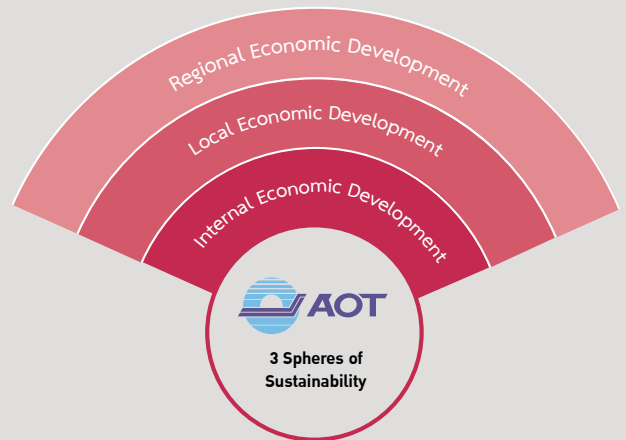 Regional Economic Development
Local Economic Development
Internal Economic Development
AOT
3 Spheres of
Sustainability